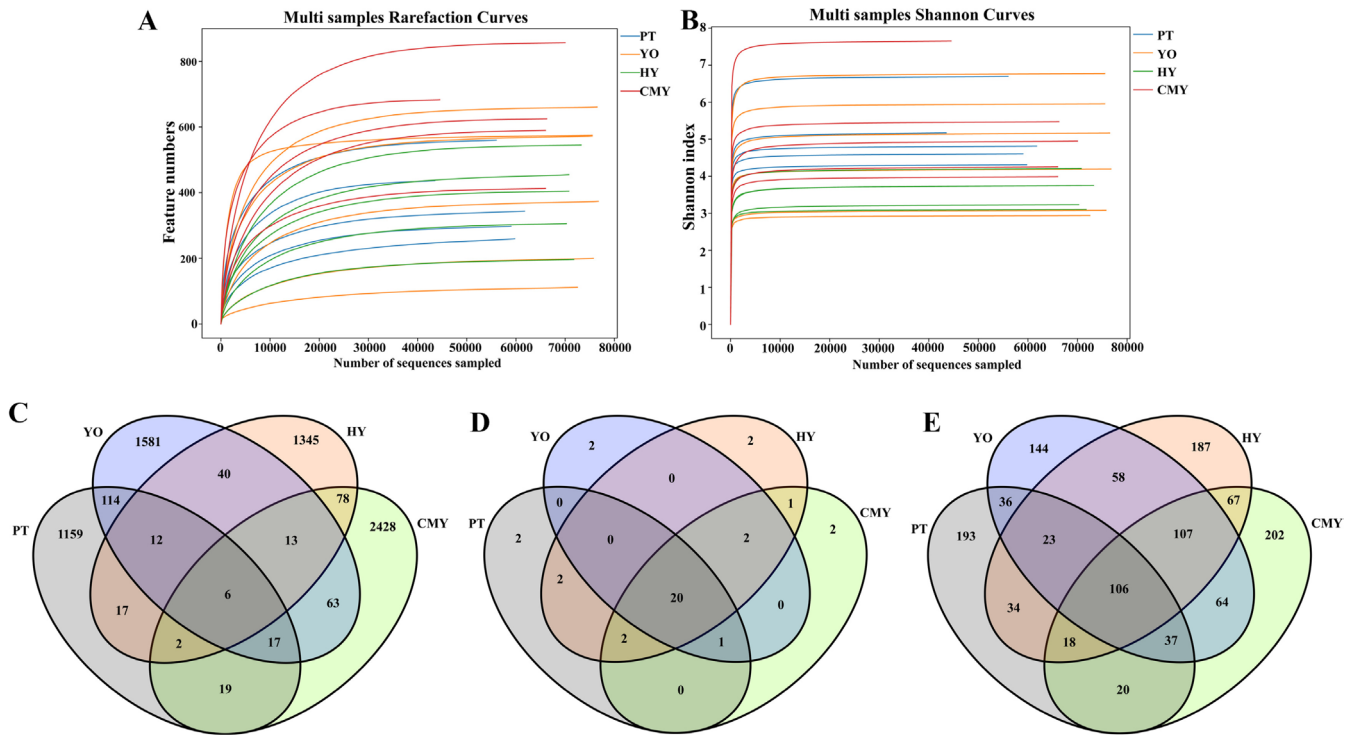 A
Multi samples Rarefaction Curves
PT
YO
HY
CMY
800
600
400
200
0
Feature numbers
0 10000 20000 30000 40000 50000 60000 70000 80000
Number of sequences sampled
B
Multi samples Shannon Curves
PT
YO
HY
CMY
8
7
6
5
4
3
2
1
0
Shannon index
0 10000 20000 30000 40000 50000 60000 70000 80000
Number of sequences sampled
C
YO
HY
PT
CMY
1581
1345
40
114
78
1159
2428
12
13
6
17
63
2
17
19
D
YO
HY
PT
CMY
2
2
0
0
1
2
2
0
2
2
20
0
2
1
0
E
YO
HY
PT
CMY
144
187
58
36
67
193
202
23
107
106
34
64
18
37
20